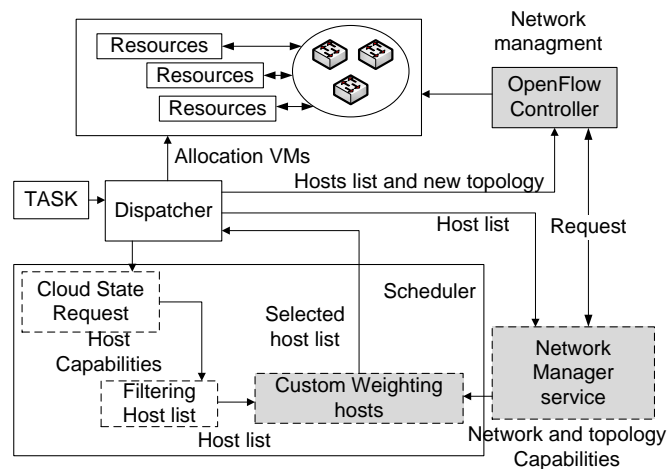 Resources
Resources
Resources
Network
managment
OpenFlow
Controller
Allocation VMs
TASK
Dispatcher
Hosts list and new topology
Host list
Request
Cloud State
Request
Host
Capabilities
Selected
host list
Scheduler
Filtering
Host list
Host list
Custom Weighting
hosts
Network
Manager
service
Network and topology
Capabilities